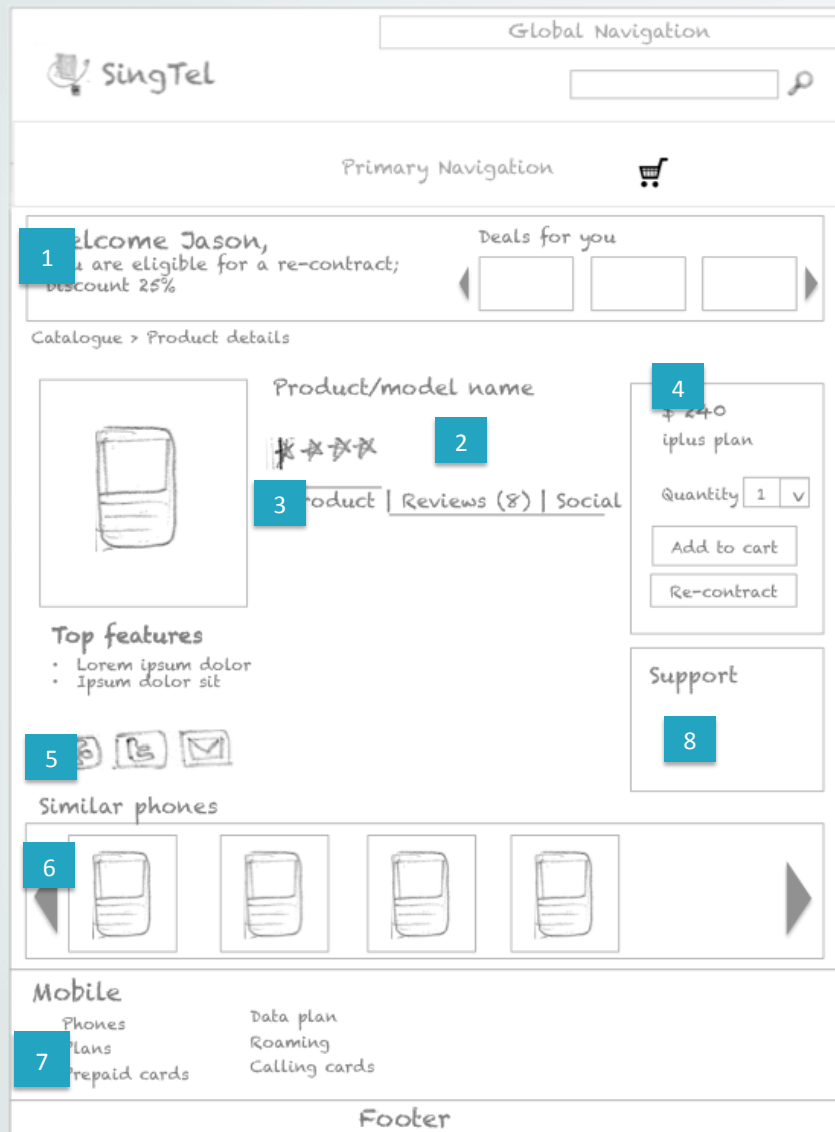 Global Navigation
SingTel
Primary Navigation
1
elcome Jason,
u are eligible for a re-contract;
Discount 25%
Deals for you
Catalogue > Product details
Product/model name
2
3
roduct | Reviews (8) | Social
4
$ 240
iplus plan
Quantity 1 v
Add to cart
Re-contract
Top features
• Lorem ipsum dolor
• Ipsum dolor sit
Support
8
5
Similar phones
6
Mobile
Phones
Plans
Prepaid cards
Data plan
Roaming
Calling cards
7
Footer